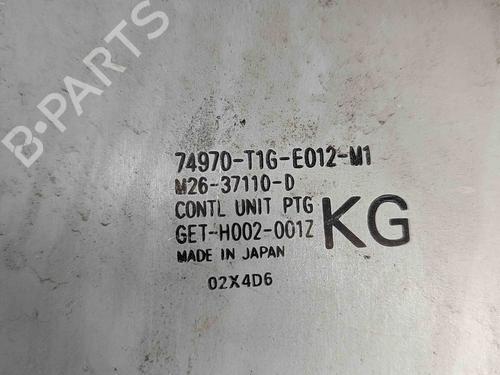 B-PARTS
74970-T1G-E012-M1
M26-37110-D
CONTL UNIT PTG
GET-H002-001Z
KG
MADE IN JAPAN
02X4D6